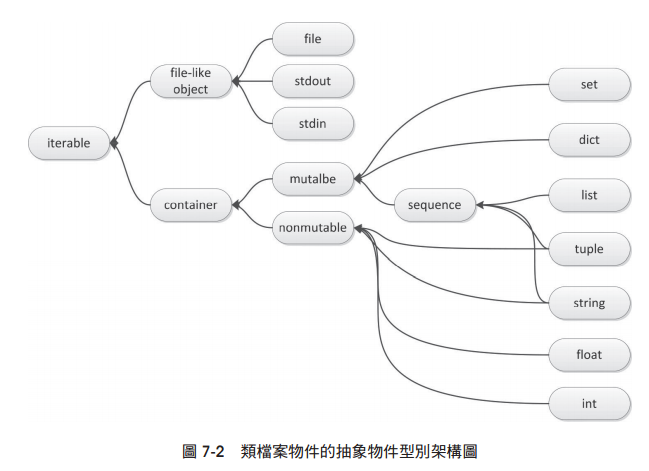 iterable
file-like
object
container
file
stdout
stdin
mutalbe
nonmutable
sequence
set
dict
list
tuple
string
float
int
圖 7-2 類檔案物件的抽象物件型別架構圖